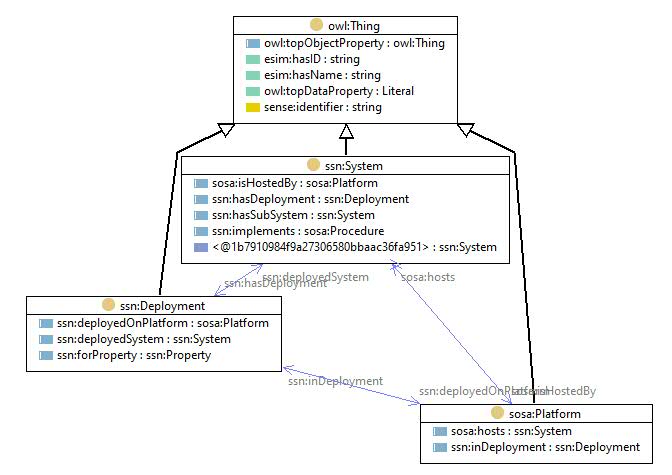 owl:Thing
owl:topObjectProperty : owl:Thing
esim:hasID : string
esim:hasName : string
owl:topDataProperty : Literal
sense:identifier : string
ssn:System
sosa:isHostedBy : sosa:Platform
ssn:hasDeployment : ssn:Deployment
ssn:hasSubSystem : ssn:System
ssn:implements : sosa:Procedure
<@1b7910984f9a27306580bbaac36fa951> : ssn:System
ssn:deployedSystem
sosa:hosts
ssn:hasDeployment
ssn:Deployment
ssn:deployedOnPlatform : sosa:Platform
ssn:deployedSystem : ssn:System
ssn:forProperty : ssn:Property
ssn:inDeployment
ssn:deployedOnPlatform
sosa:isHostedBy
sosa:Platform
sosa:hosts : ssn:System
ssn:inDeployment : ssn:Deployment